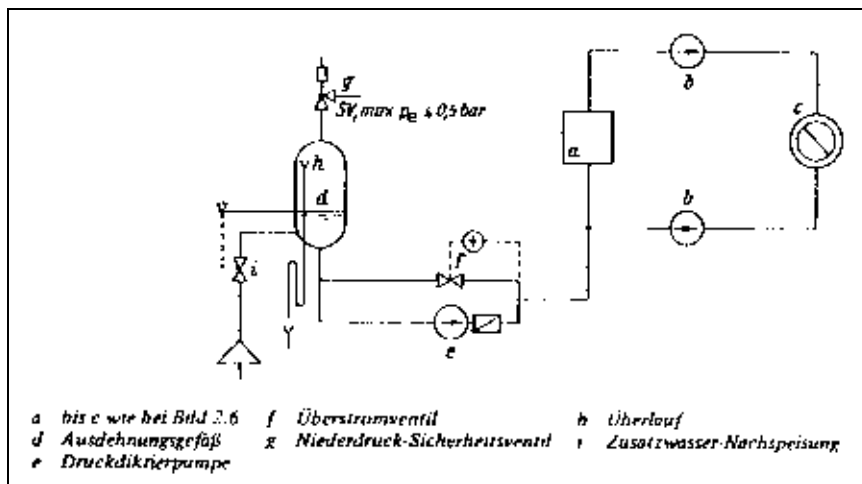 g
SV, max pe ≤ 0,5 bar
h
d
i
f
e
a
b
c
b
a bis c wie bei Bild 2.6
d Ausdehnungsgefäß
e Druckdiktierpumpe
f Überstromventil
g Niederdruck-Sicherheitsventil
h Überlauf
i Zusatzwasser-Nachspeisung